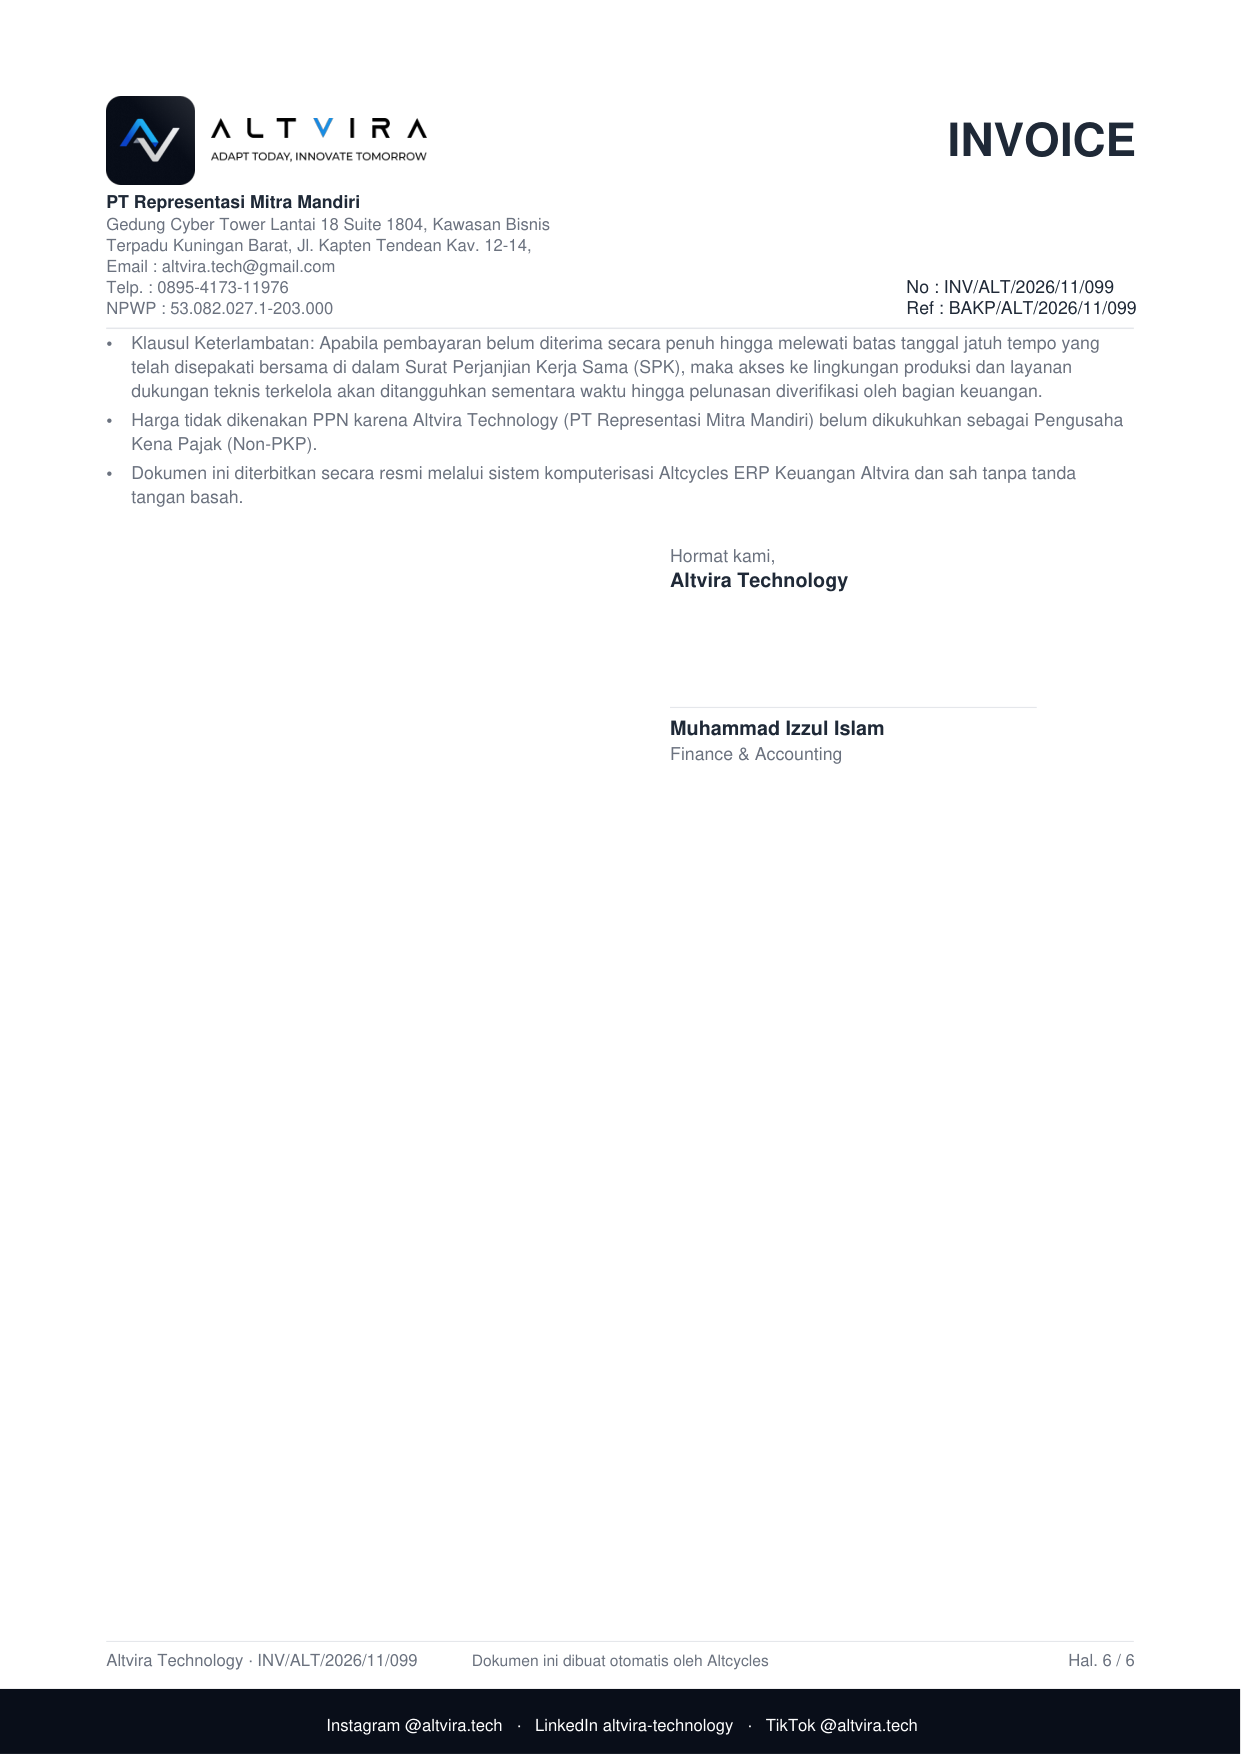 ALTVIRA
ADAPT TODAY, INNOVATE TOMORROW
INVOICE
PT Representasi Mitra Mandiri
Gedung Cyber Tower Lantai 18 Suite 1804, Kawasan Bisnis
Terpadu Kuningan Barat, Jl. Kapten Tendean Kav. 12-14,
Email : altvira.tech@gmail.com
Telp. : 0895-4173-11976
NPWP : 53.082.027.1-203.000
No : INV/ALT/2026/11/099
Ref : BAKP/ALT/2026/11/099
• Klausul Keterlambatan: Apabila pembayaran belum diterima secara penuh hingga melewati batas tanggal jatuh tempo yang
telah disepakati bersama di dalam Surat Perjanjian Kerja Sama (SPK), maka akses ke lingkungan produksi dan layanan
dukungan teknis terkelola akan ditangguhkan sementara waktu hingga pelunasan diverifikasi oleh bagian keuangan.
• Harga tidak dikenakan PPN karena Altvira Technology (PT Representasi Mitra Mandiri) belum dikukuhkan sebagai Pengusaha
Kena Pajak (Non-PKP).
• Dokumen ini diterbitkan secara resmi melalui sistem komputerisasi Altcycles ERP Keuangan Altvira dan sah tanpa tanda
tangan basah.
Hormat kami,
Altvira Technology
Muhammad Izzul Islam
Finance & Accounting
Altvira Technology · INV/ALT/2026/11/099 Dokumen ini dibuat otomatis oleh Altcycles Hal. 6 / 6
Instagram @altvira.tech · LinkedIn altvira-technology · TikTok @altvira.tech